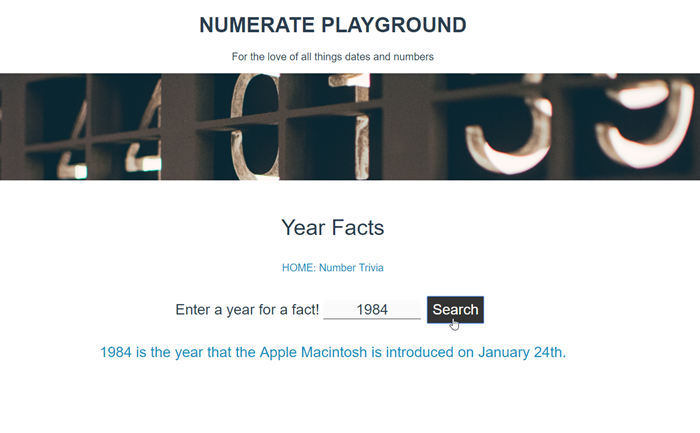 NUMERATE PLAYGROUND
For the love of all things dates and numbers
Year Facts
HOME: Number Trivia
Enter a year for a fact! 1984 Search
1984 is the year that the Apple Macintosh is introduced on January 24th.